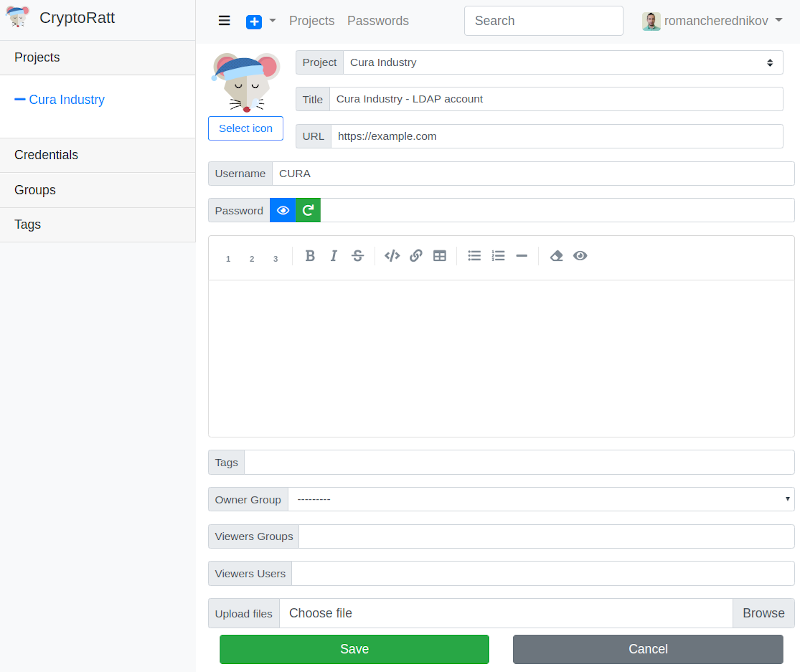 CryptoRatt
Projects
Cura Industry
Credentials
Groups
Tags
Projects Passwords Search romancherednikov
Select icon
Project Cura Industry
Title Cura Industry - LDAP account
URL https://example.com
Username CURA
Password
1 2 3 B I S
Tags
Owner Group ---------
Viewers Groups
Viewers Users
Upload files Choose file Browse
Save Cancel